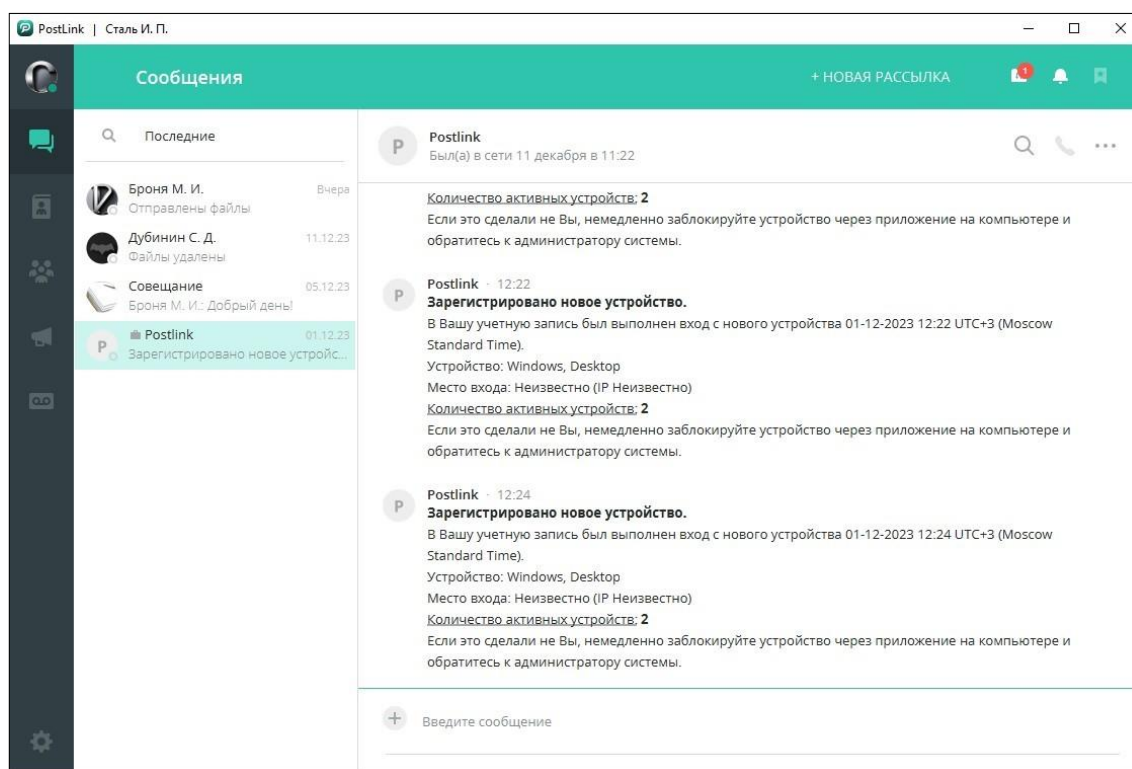 PostLink | Сталь И. П.
Сообщения
+ НОВАЯ РАССЫЛКА
1
Последние
Броня М. И. Вчера
Отправлены файлы
Дубинин С. Д. 11.12.23
Файлы удалены
Совещание 05.12.23
Броня М. И.: Добрый день!
Postlink 01.12.23
Зарегистрировано новое устройс...
P
P
Postlink
Был(а) в сети 11 декабря в 11:22
Количество активных устройств: 2
Если это сделали не Вы, немедленно заблокируйте устройство через приложение на компьютере и
обратитесь к администратору системы.
P
Postlink · 12:22
Зарегистрировано новое устройство.
В Вашу учетную запись был выполнен вход с нового устройства 01-12-2023 12:22 UTC+3 (Moscow
Standard Time).
Устройство: Windows, Desktop
Место входа: Неизвестно (IP Неизвестно)
Количество активных устройств: 2
Если это сделали не Вы, немедленно заблокируйте устройство через приложение на компьютере и
обратитесь к администратору системы.
P
Postlink · 12:24
Зарегистрировано новое устройство.
В Вашу учетную запись был выполнен вход с нового устройства 01-12-2023 12:24 UTC+3 (Moscow
Standard Time).
Устройство: Windows, Desktop
Место входа: Неизвестно (IP Неизвестно)
Количество активных устройств: 2
Если это сделали не Вы, немедленно заблокируйте устройство через приложение на компьютере и
обратитесь к администратору системы.
Введите сообщение